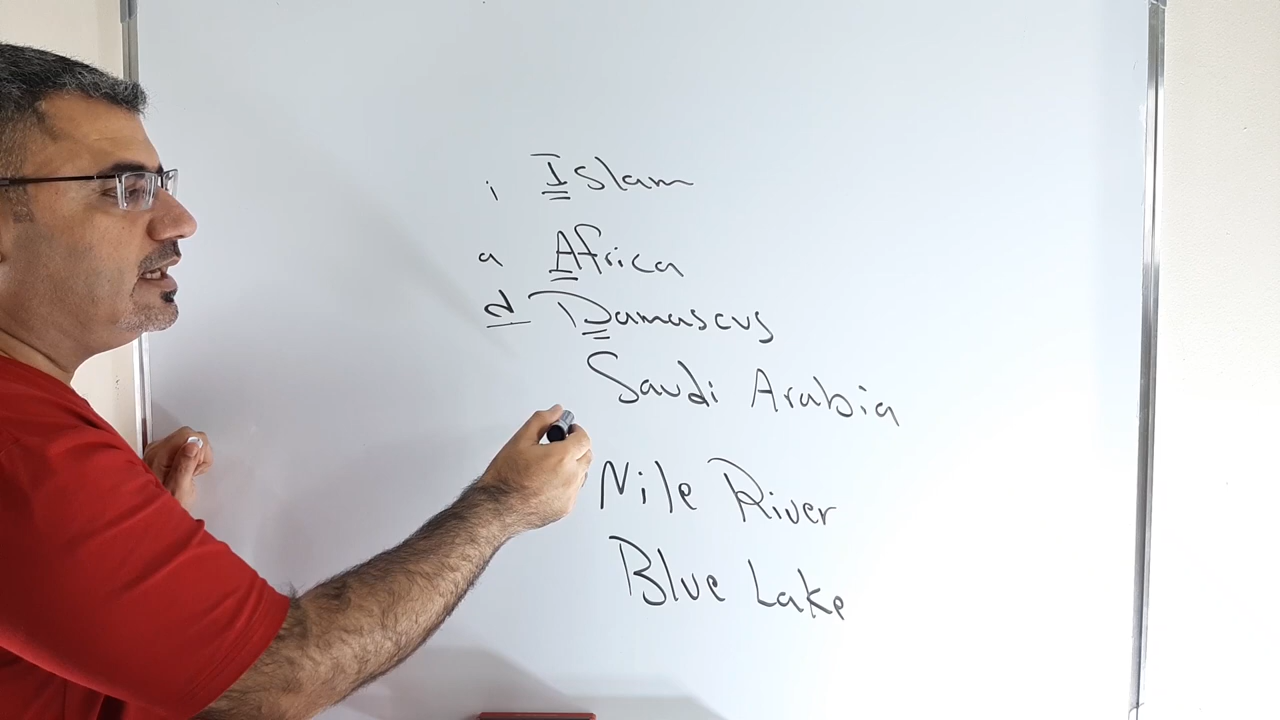 i Islam
a Africa
d Damascus
Saudi Arabia
Nile River
Blue Lake